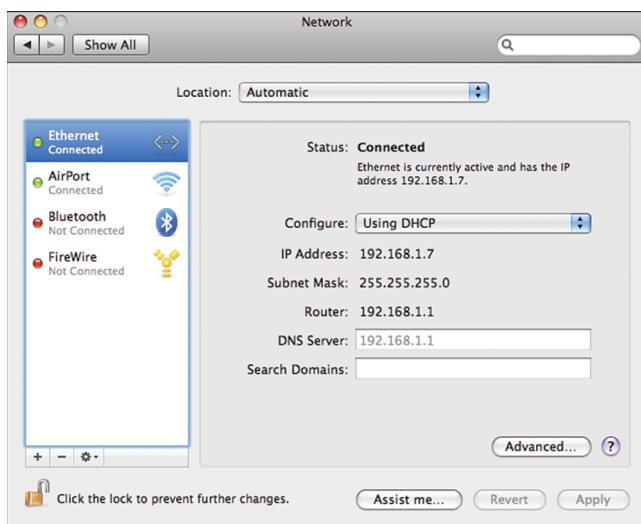 Network
Show All
Location: Automatic
Ethernet
Connected
AirPort
Connected
Bluetooth
Not Connected
FireWire
Not Connected
Status: Connected
Ethernet is currently active and has the IP
address 192.168.1.7.
Configure: Using DHCP
IP Address: 192.168.1.7
Subnet Mask: 255.255.255.0
Router: 192.168.1.1
DNS Server: 192.168.1.1
Search Domains:
Advanced... ?
Click the lock to prevent further changes.
Assist me... Revert Apply